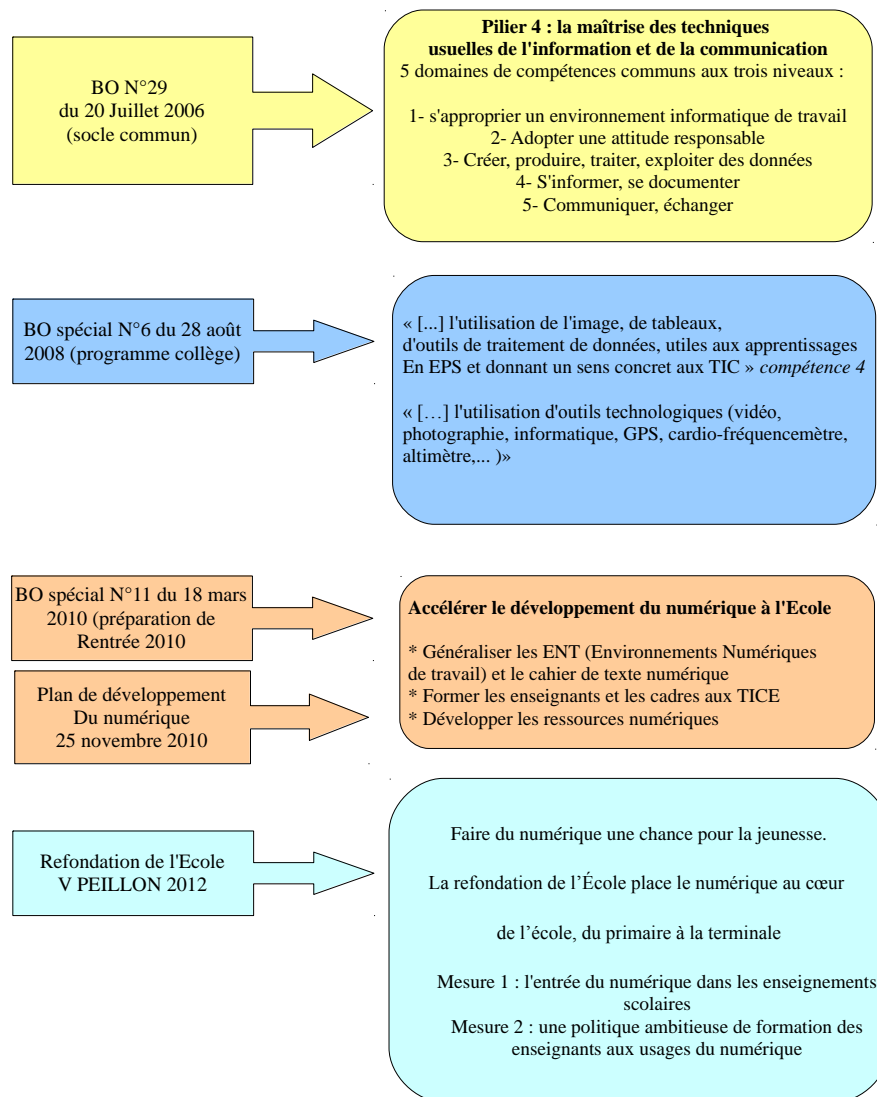 BO N°29
du 20 Juillet 2006
(socle commun)
Pilier 4 : la maîtrise des techniques
usuelles de l'information et de la communication
5 domaines de compétences communs aux trois niveaux :
1- s'approprier un environnement informatique de travail
2- Adopter une attitude responsable
3- Créer, produire, traiter, exploiter des données
4- S'informer, se documenter
5- Communiquer, échanger
BO spécial N°6 du 28 août
2008 (programme collège)
« [...] l'utilisation de l'image, de tableaux,
d'outils de traitement de données, utiles aux apprentissages
En EPS et donnant un sens concret aux TIC » compétence 4
« […] l'utilisation d'outils technologiques (vidéo,
photographie, informatique, GPS, cardio-fréquencemètre,
altimètre,... )»
BO spécial N°11 du 18 mars
2010 (préparation de
Rentrée 2010
Plan de développement
Du numérique
25 novembre 2010
Accélérer le développement du numérique à l'Ecole
* Généraliser les ENT (Environnements Numériques
de travail) et le cahier de texte numérique
* Former les enseignants et les cadres aux TICE
* Développer les ressources numériques
Refondation de l'Ecole
V PEILLON 2012
Faire du numérique une chance pour la jeunesse.
La refondation de l’École place le numérique au cœur
de l’école, du primaire à la terminale
Mesure 1 : l'entrée du numérique dans les enseignements
scolaires
Mesure 2 : une politique ambitieuse de formation des
enseignants aux usages du numérique